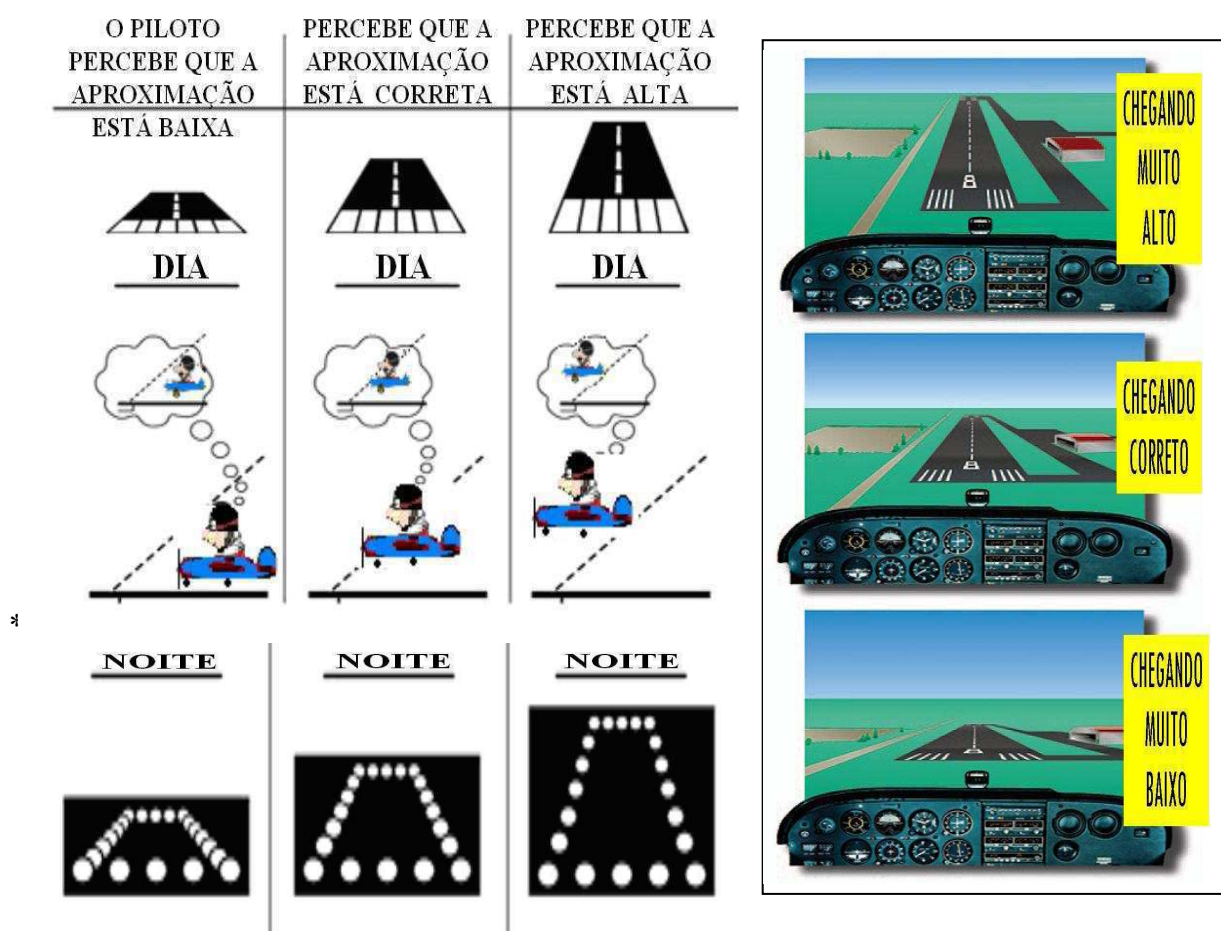 O PILOTO
PERCEBE QUE A
APROXIMAÇÃO
ESTÁ BAIXA
PERCEBE QUE A
APROXIMAÇÃO
ESTÁ CORRETA
PERCEBE QUE A
APROXIMAÇÃO
ESTÁ ALTA
DIA
DIA
DIA
*
NOITE
NOITE
NOITE
CHEGANDO
MUITO
ALTO
CHEGANDO
CORRETO
CHEGANDO
MUITO
BAIXO